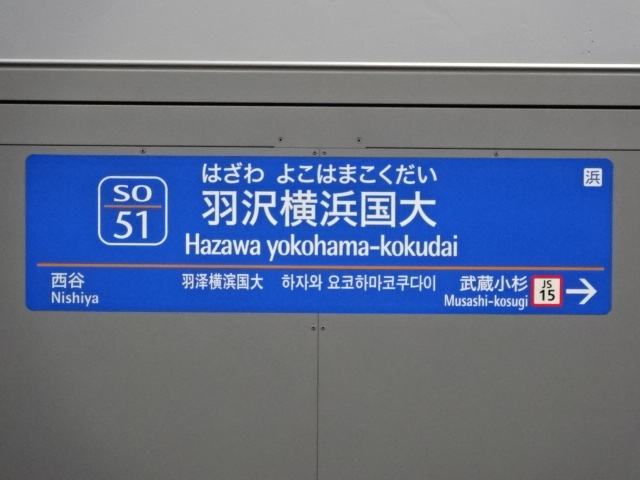 はざわ よこはまこくだい
浜
SO
51
羽沢横浜国大
Hazawa yokohama-kokudai
西谷
Nishiya
羽泽横滨国大 하자와 요코하마코쿠다이
武蔵小杉
Musashi-kosugi
JS
15